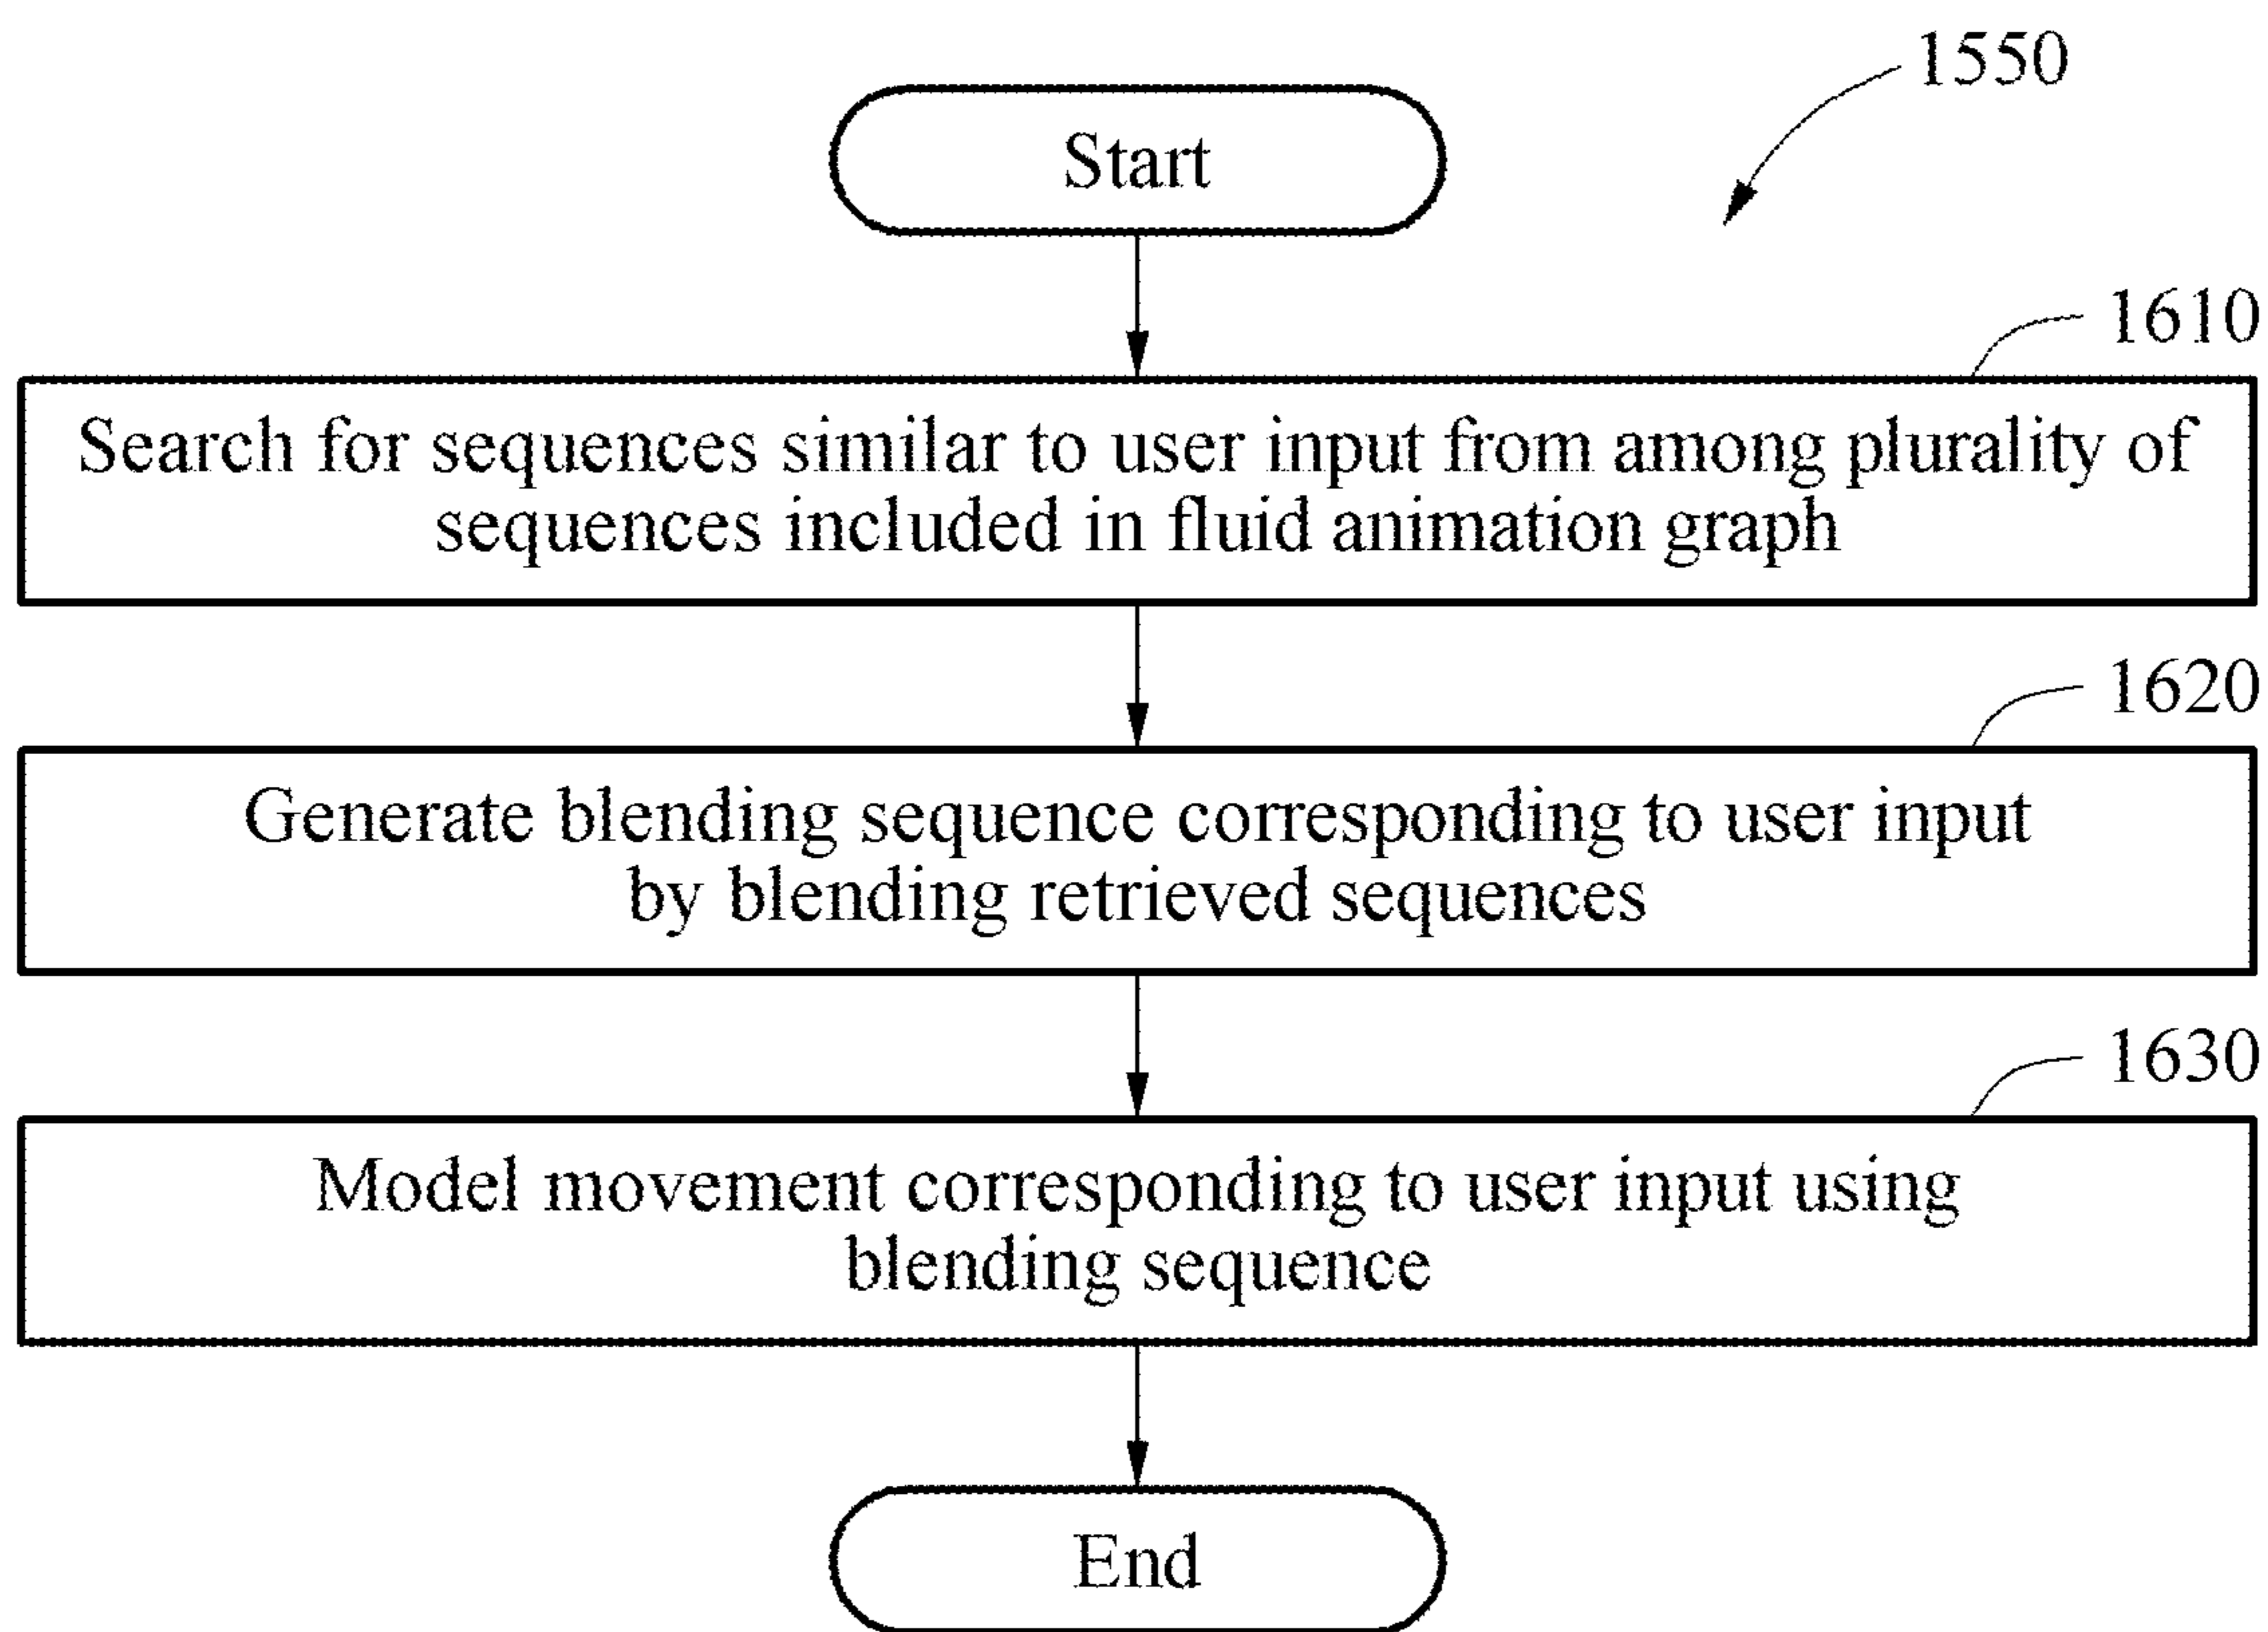 1550
Start
1610
Search for sequences similar to user input from among plurality of
sequences included in fluid animation graph
1620
Generate blending sequence corresponding to user input
by blending retrieved sequences
1630
Model movement corresponding to user input using
blending sequence
End